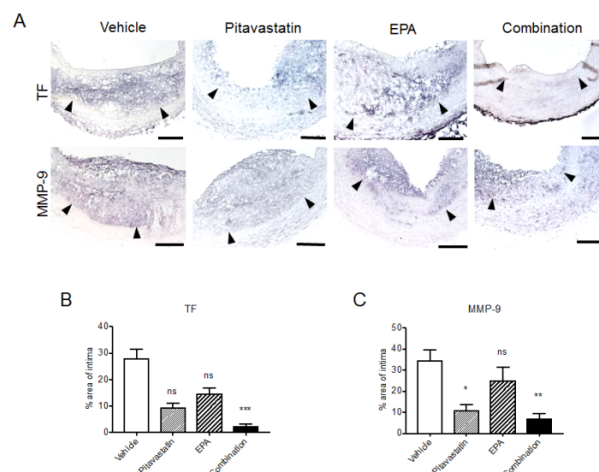 A
Vehicle Pitavastatin EPA Combination
TF
MMP-9
B
TF
% area of intima
40
30
20
10
0
ns
ns
***
Vehicle
Pitavastatin
EPA
Combination
C
MMP-9
% area of intima
50
40
30
20
10
0
*
ns
**
Vehicle
Pitavastatin
EPA
Combination